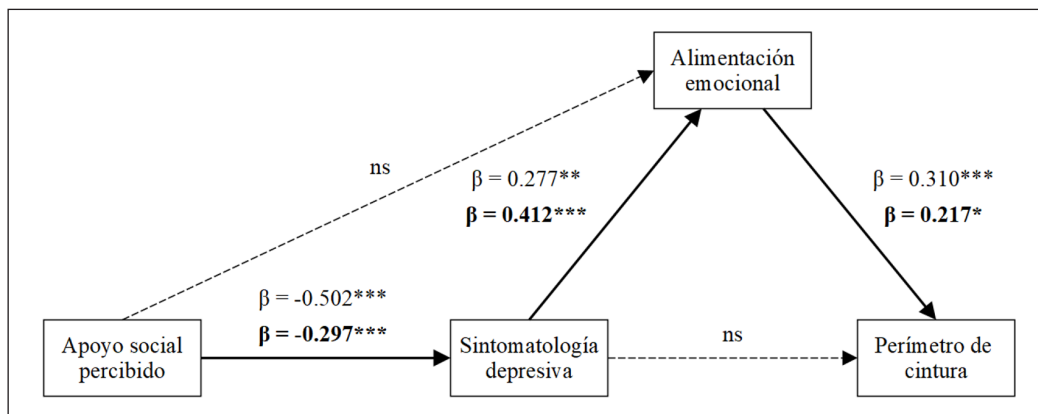 Alimentación
emocional
ns
β = 0.277**
β = 0.412***
β = 0.310***
β = 0.217*
β = -0.502***
β = -0.297***
Apoyo social
percibido
Sintomatología
depresiva
ns
Perímetro de
cintura